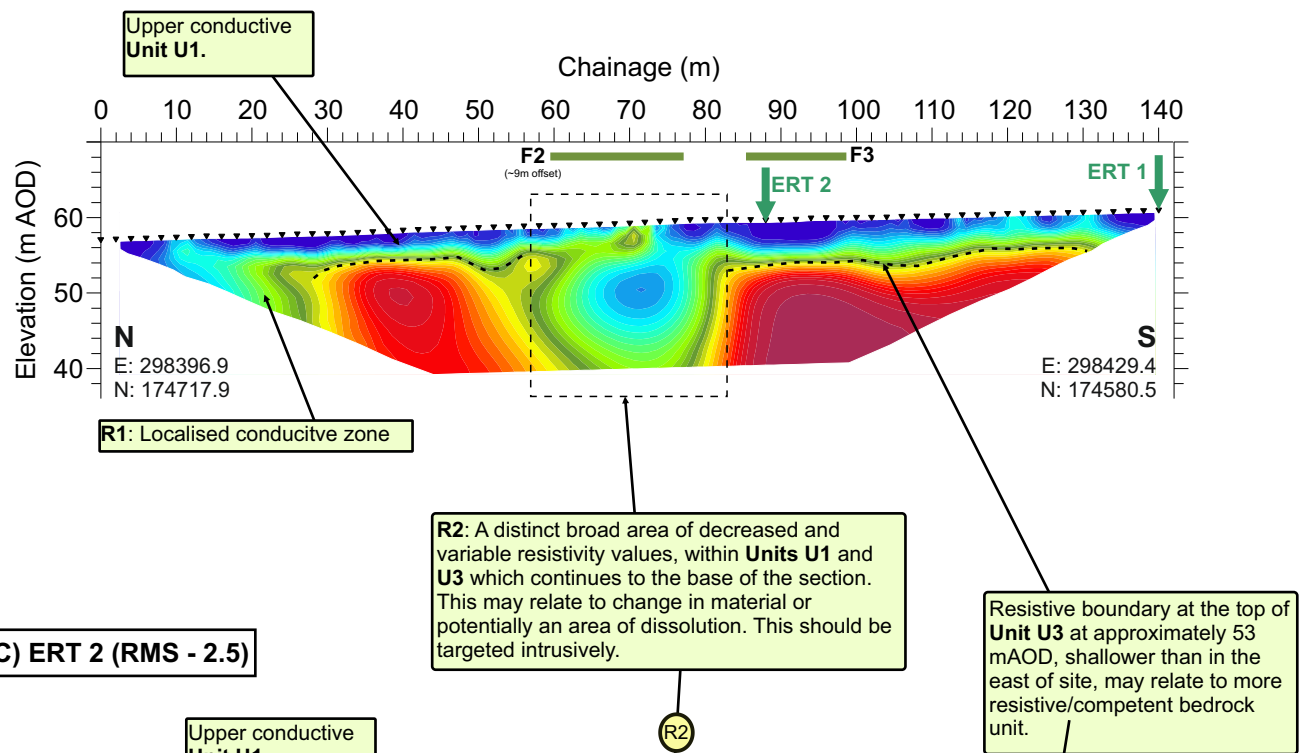 Upper conductive
Unit U1.
Chainage (m)
0 10 20 30 40 50 60 70 80 90 100 110 120 130 140
Elevation (m AOD)
60
50
40
F2
(~9m offset)
F3
ERT 2
ERT 1
N
E: 298396.9
N: 174717.9
S
E: 298429.4
N: 174580.5
R1: Localised conducitve zone
R2: A distinct broad area of decreased and
variable resistivity values, within Units U1 and
U3 which continues to the base of the section.
This may relate to change in material or
potentially an area of dissolution. This should be
targeted intrusively.
Resistive boundary at the top of
Unit U3 at approximately 53
mAOD, shallower than in the
east of site, may relate to more
resistive/competent bedrock
unit.
C) ERT 2 (RMS - 2.5)
R2
Upper conductive
Unit U1